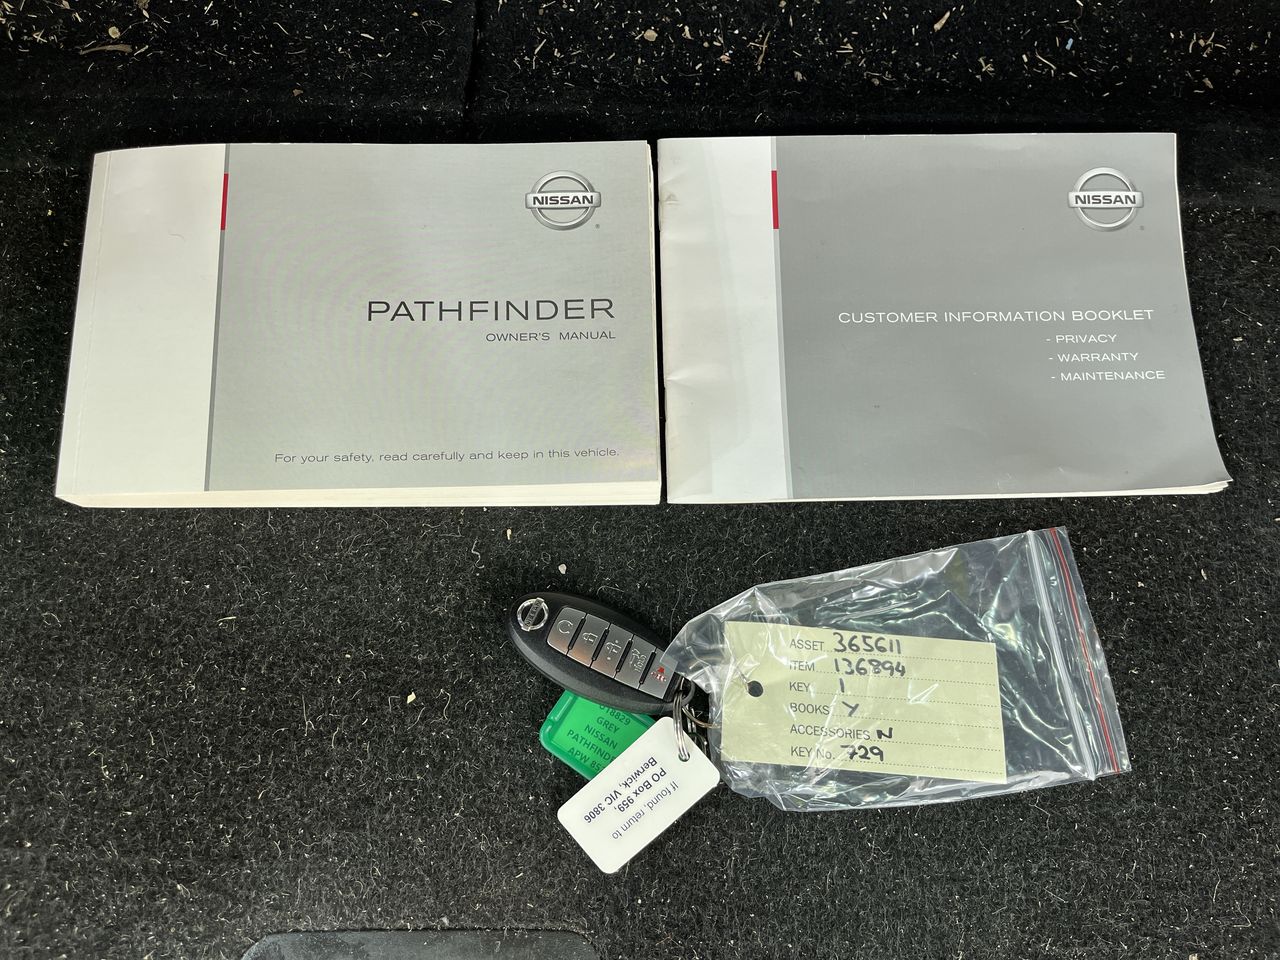 NISSAN
PATHFINDER
OWNER'S MANUAL
For your safety, read carefully and keep in this vehicle.
NISSAN
CUSTOMER INFORMATION BOOKLET
- PRIVACY
- WARRANTY
- MAINTENANCE
ASSET 365611
ITEM 136894
KEY 1
BOOKS Y
ACCESSORIES N
KEY No. 729
GREY
NISSAN
If found, return to
PO Box 959,
Berwick, VIC 3806